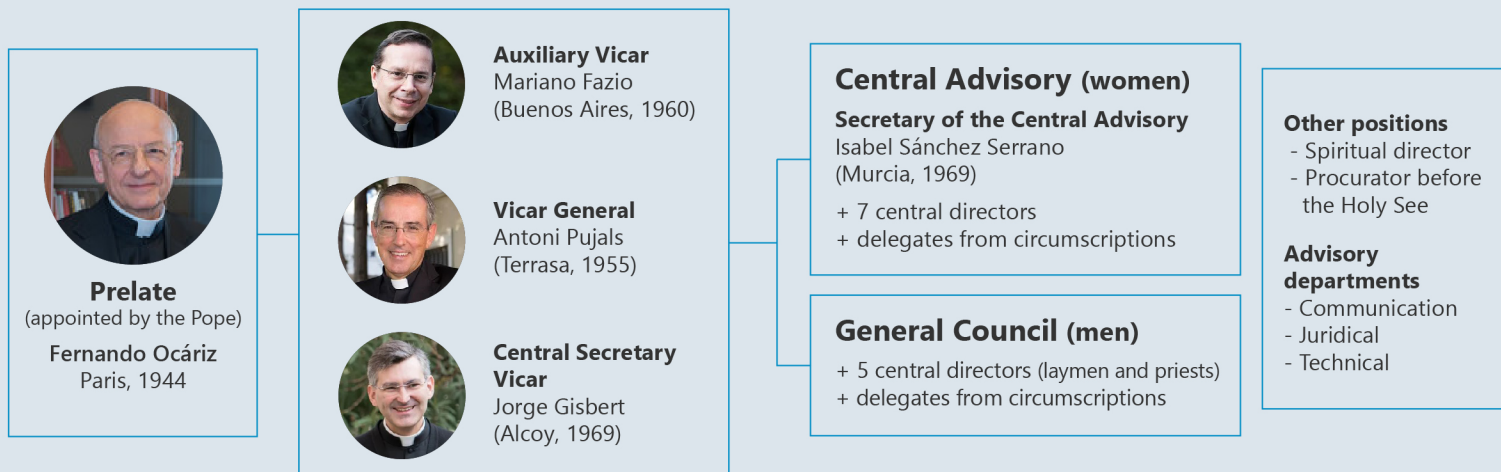 Prelate
(appointed by the Pope)
Fernando Ocáriz
Paris, 1944
Auxiliary Vicar
Mariano Fazio
(Buenos Aires, 1960)
Vicar General
Antoni Pujals
(Terrasa, 1955)
Central Secretary
Vicar
Jorge Gisbert
(Alcoy, 1969)
Central Advisory (women)
Secretary of the Central Advisory
Isabel Sánchez Serrano
(Murcia, 1969)
+ 7 central directors
+ delegates from circumscriptions
General Council (men)
+ 5 central directors (laymen and priests)
+ delegates from circumscriptions
Other positions
- Spiritual director
- Procurator before
the Holy See
Advisory
departments
- Communication
- Juridical
- Technical